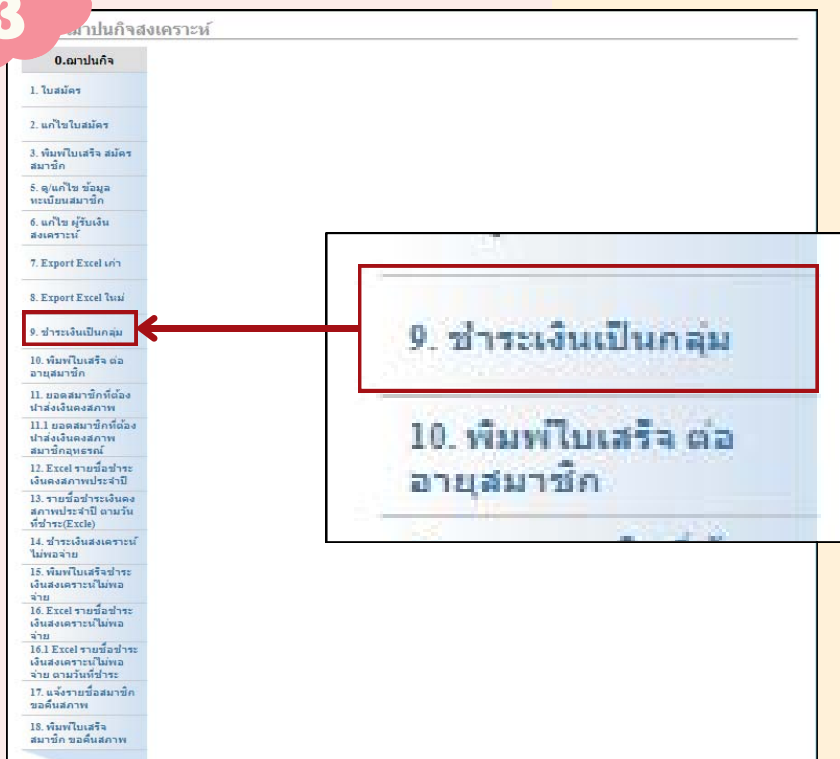 3
ฌาปนกิจสงเคราะห์
0.ฌาปนกิจ
1. ใบสมัคร
2. แก้ไขใบสมัคร
3. พิมพ์ใบเสร็จ สมัคร
สมาชิก
5. ดู/แก้ไข ข้อมูล
ทะเบียนสมาชิก
6. แก้ไข ผู้รับเงิน
สงเคราะห์
7. Export Excel เก่า
8. Export Excel ใหม่
9. ชำระเงินเป็นกลุ่ม
10. พิมพ์ใบเสร็จ ต่อ
อายุสมาชิก
11. ยอดสมาชิกที่ต้อง
นำส่งเงินคงสภาพ
11.1 ยอดสมาชิกที่ต้อง
นำส่งเงินคงสภาพ
สมาชิกอุทธรณ์
12. Excel รายชื่อชำระ
เงินคงสภาพประจำปี
13. รายชื่อชำระเงินคง
สภาพประจำปี ตามวัน
ที่ชำระ(Excle)
14. ชำระเงินสงเคราะห์
ไม่พอจ่าย
15. พิมพ์ใบเสร็จชำระ
เงินสงเคราะห์ไม่พอ
จ่าย
16. Excel รายชื่อชำระ
เงินสงเคราะห์ไม่พอ
จ่าย
16.1 Excel รายชื่อชำระ
เงินสงเคราะห์ไม่พอ
จ่าย ตามวันที่ชำระ
17. แจ้งรายชื่อสมาชิก
ขอคืนสภาพ
18. พิมพ์ใบเสร็จ
สมาชิก ขอคืนสภาพ
9. ชำระเงินเป็นกลุ่ม
10. พิมพ์ใบเสร็จ ต่อ
อายุสมาชิก